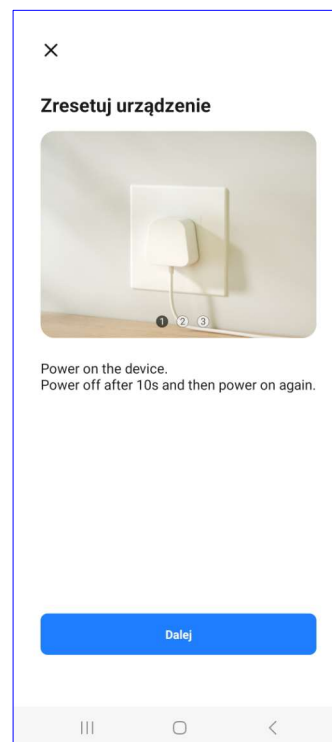 Zresetuj urządzenie
1 2 3
Power on the device.
Power off after 10s and then power on again.
Dalej